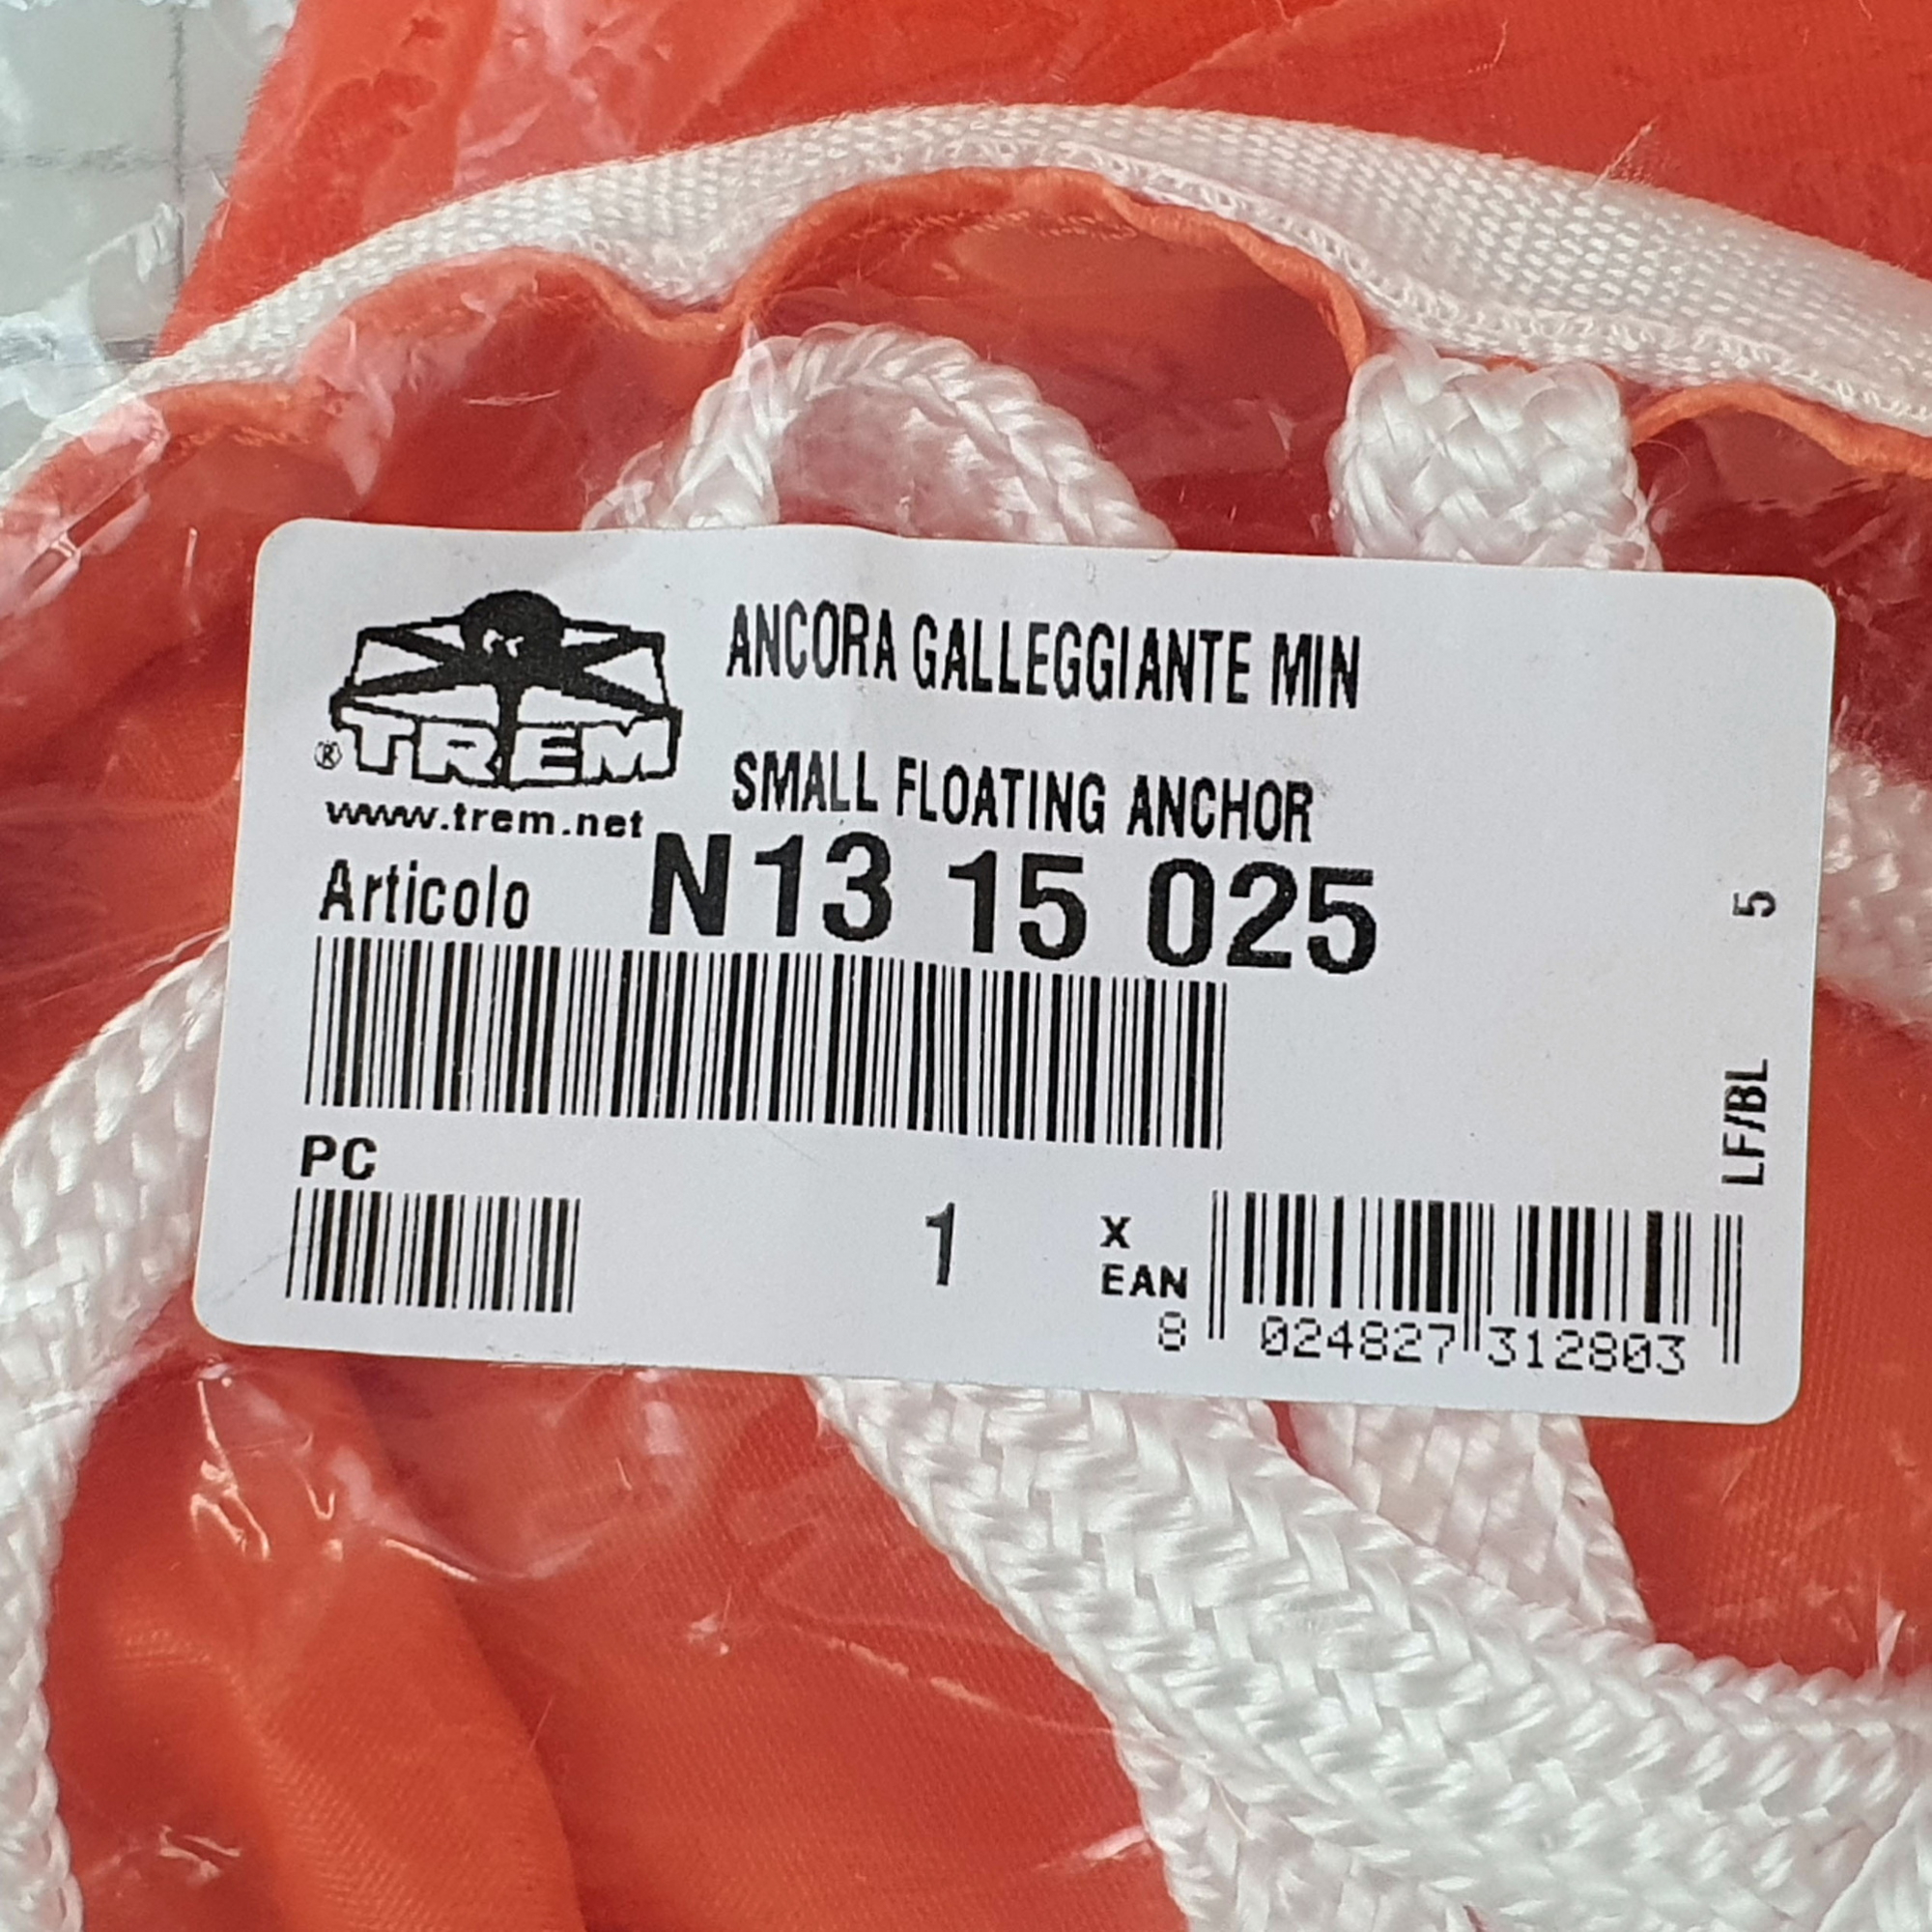 TREM
®
www.trem.net
ANCORA GALLEGGIANTE MIN
SMALL FLOATING ANCHOR
Articolo N13 15 025
5
LF/BL
PC
1
X
EAN
8 024827 312803